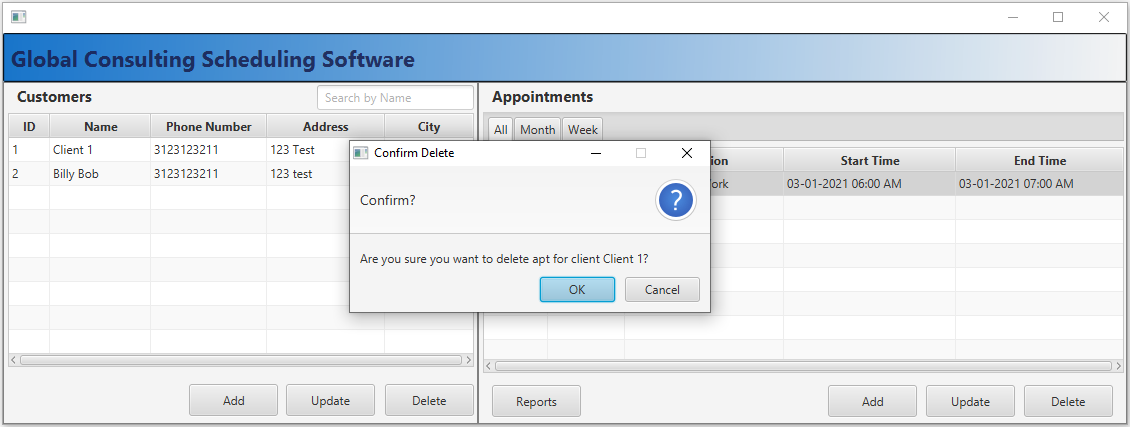 Global Consulting Scheduling Software
Customers
Search by Name
ID Name Phone Number Address City
1 Client 1 3123123211 123 Test
2 Billy Bob 3123123211 123 test
Add Update Delete
Appointments
All Month Week
ion Start Time End Time
ork 03-01-2021 06:00 AM 03-01-2021 07:00 AM
Reports Add Update Delete
Confirm Delete
Confirm?
?
Are you sure you want to delete apt for client Client 1?
OK Cancel